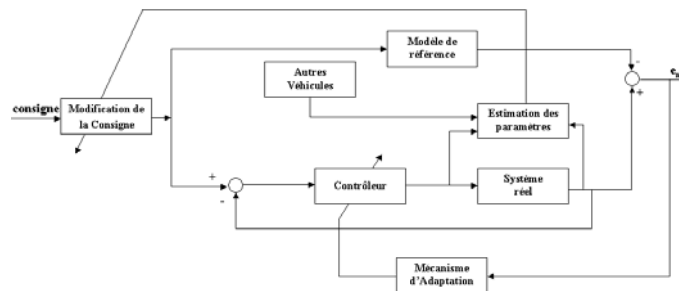 Modèle de
référence
-
e
Autres
Véhicules
+
consigne
Modification de
la Consigne
Estimation des
paramètres
+
-
Contrôleur
Système
réel
Mécanisme
d'Adaptation